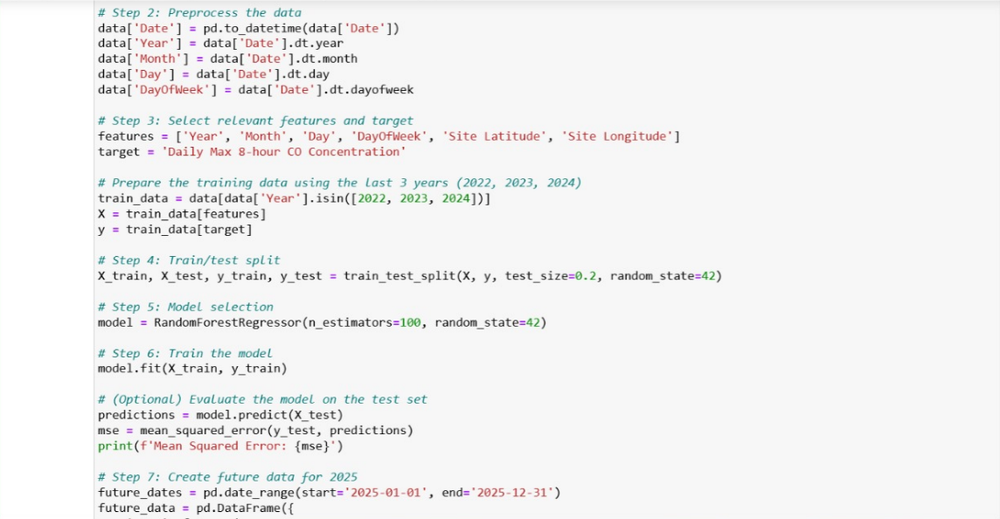 # Step 2: Preprocess the data
data['Date'] = pd.to_datetime(data['Date'])
data['Year'] = data['Date'].dt.year
data['Month'] = data['Date'].dt.month
data['Day'] = data['Date'].dt.day
data['DayOfWeek'] = data['Date'].dt.dayofweek
# Step 3: Select relevant features and target
features = ['Year', 'Month', 'Day', 'DayOfWeek', 'Site Latitude', 'Site Longitude']
target = 'Daily Max 8-hour CO Concentration'
# Prepare the training data using the last 3 years (2022, 2023, 2024)
train_data = data[data['Year'].isin([2022, 2023, 2024])]
X = train_data[features]
y = train_data[target]
# Step 4: Train/test split
X_train, X_test, y_train, y_test = train_test_split(X, y, test_size=0.2, random_state=42)
# Step 5: Model selection
model = RandomForestRegressor(n_estimators=100, random_state=42)
# Step 6: Train the model
model.fit(X_train, y_train)
# (Optional) Evaluate the model on the test set
predictions = model.predict(X_test)
mse = mean_squared_error(y_test, predictions)
print(f'Mean Squared Error: {mse}')
# Step 7: Create future data for 2025
future_dates = pd.date_range(start='2025-01-01', end='2025-12-31')
future_data = pd.DataFrame({